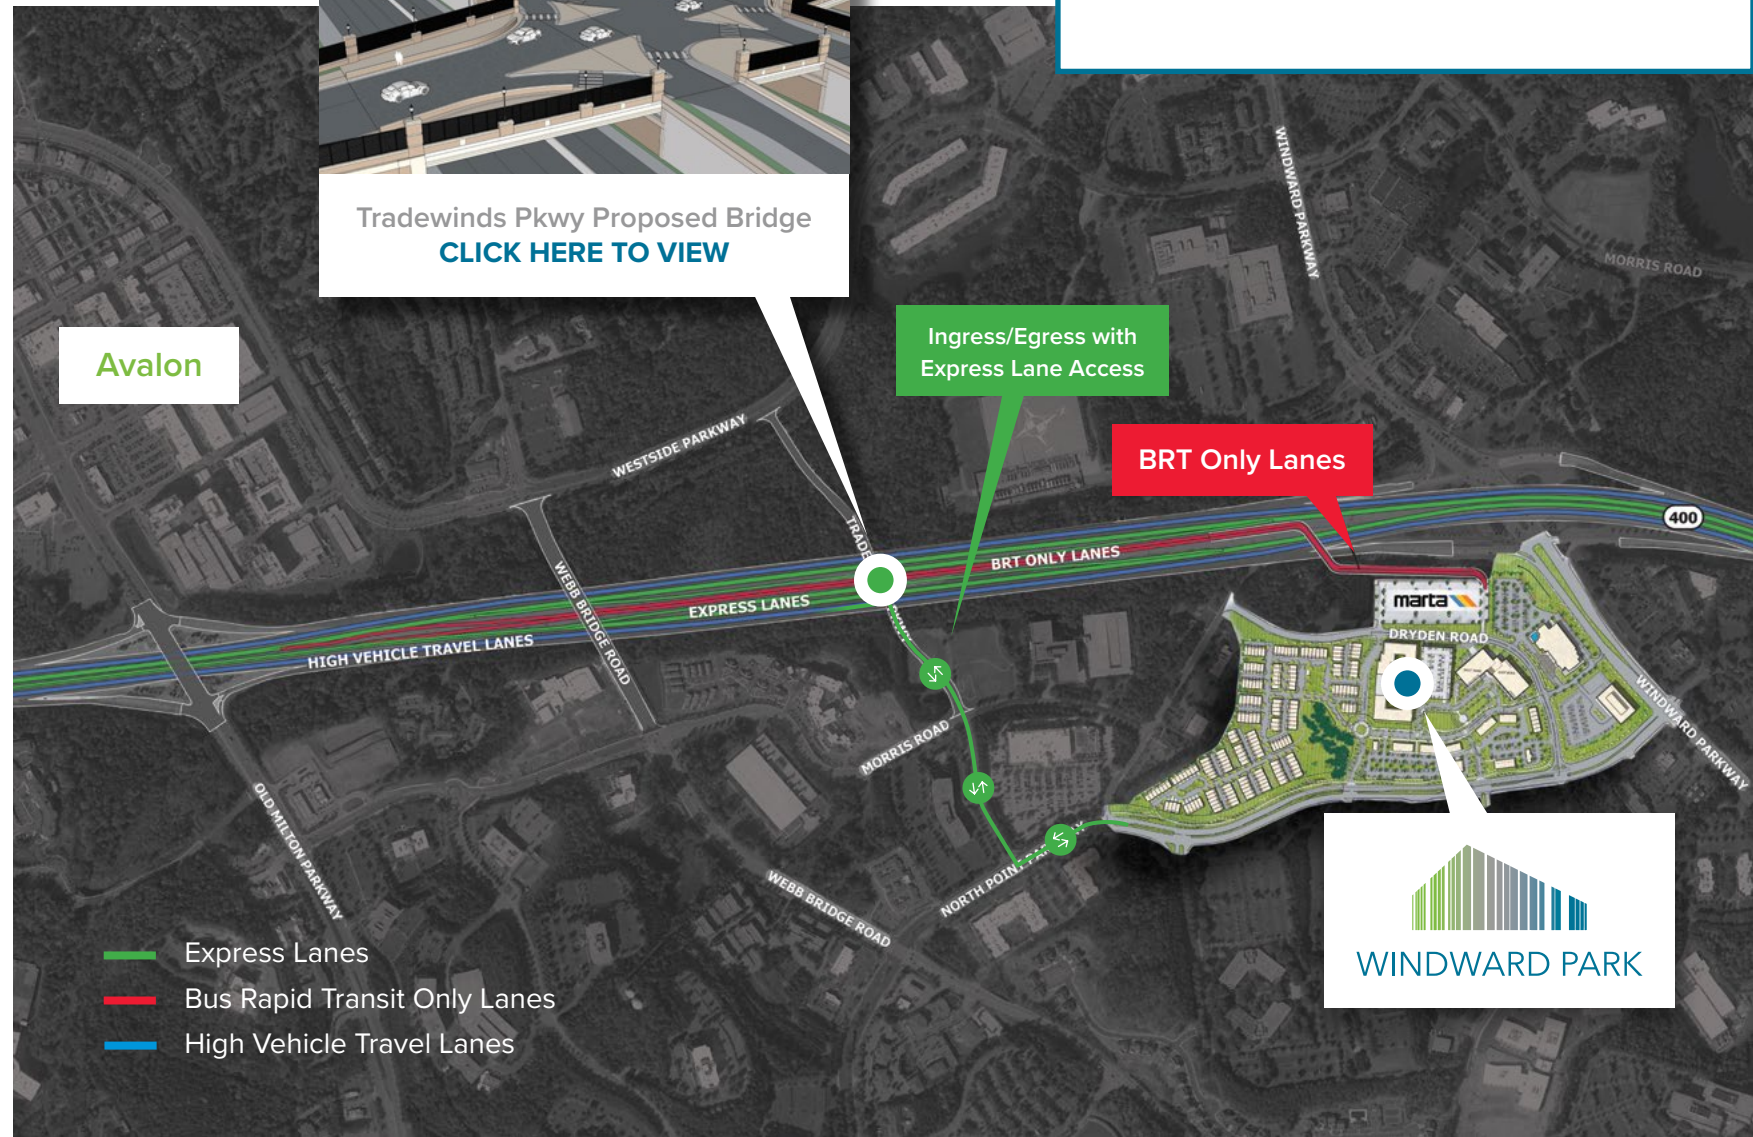 Tradewinds Pkwy Proposed Bridge
CLICK HERE TO VIEW
WINDWARD PARKWAY
MORRIS ROAD
Ingress/Egress with
Express Lane Access
Avalon
WESTSIDE PARKWAY
BRT Only Lanes
400
BRT ONLY LANES
WEBB BRIDGE ROAD
EXPRESS LANES
marta
DRYDEN ROAD
HIGH VEHICLE TRAVEL LANES
WINDWARD PARKWAY
MORRIS ROAD
OLD MILTON PARKWAY
NORTH POINT
WEBB BRIDGE ROAD
WINDWARD PARK
Express Lanes
Bus Rapid Transit Only Lanes
High Vehicle Travel Lanes